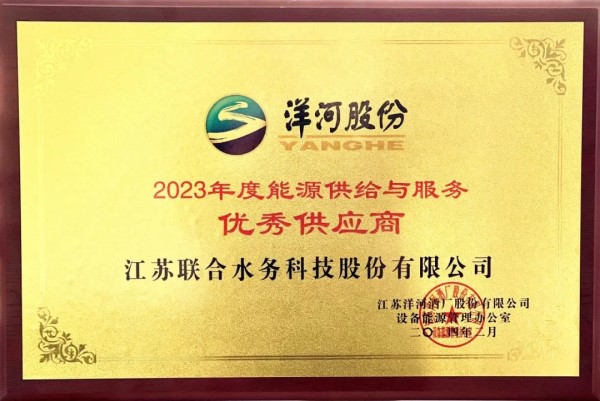 洋河股份
YANGHE
2023年度能源供给与服务
优秀供应商
江苏联合水务科技股份有限公司
江苏洋河酒厂股份有限公司
设备能源管理办公室
二〇二四年二月